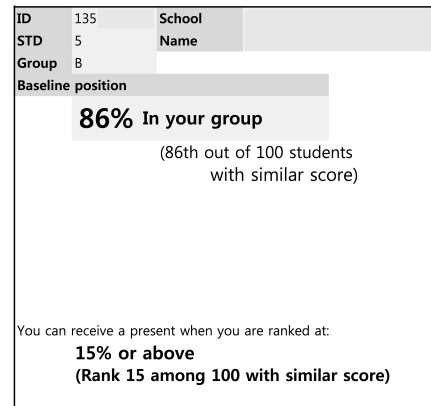 ID 135 School
STD 5 Name
Group B
Baseline position
86% In your group
(86th out of 100 students
with similar score)
You can receive a present when you are ranked at:
15% or above
(Rank 15 among 100 with similar score)